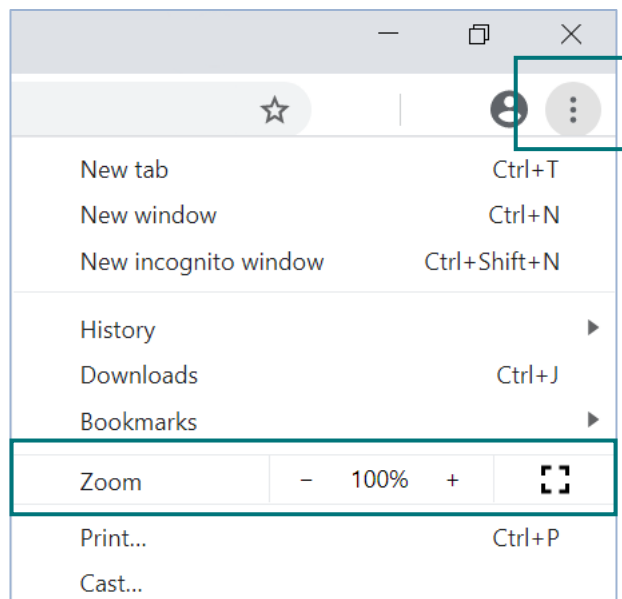 New tab Ctrl+T
New window Ctrl+N
New incognito window Ctrl+Shift+N
History
Downloads Ctrl+J
Bookmarks
Zoom - 100% +
Print... Ctrl+P
Cast...